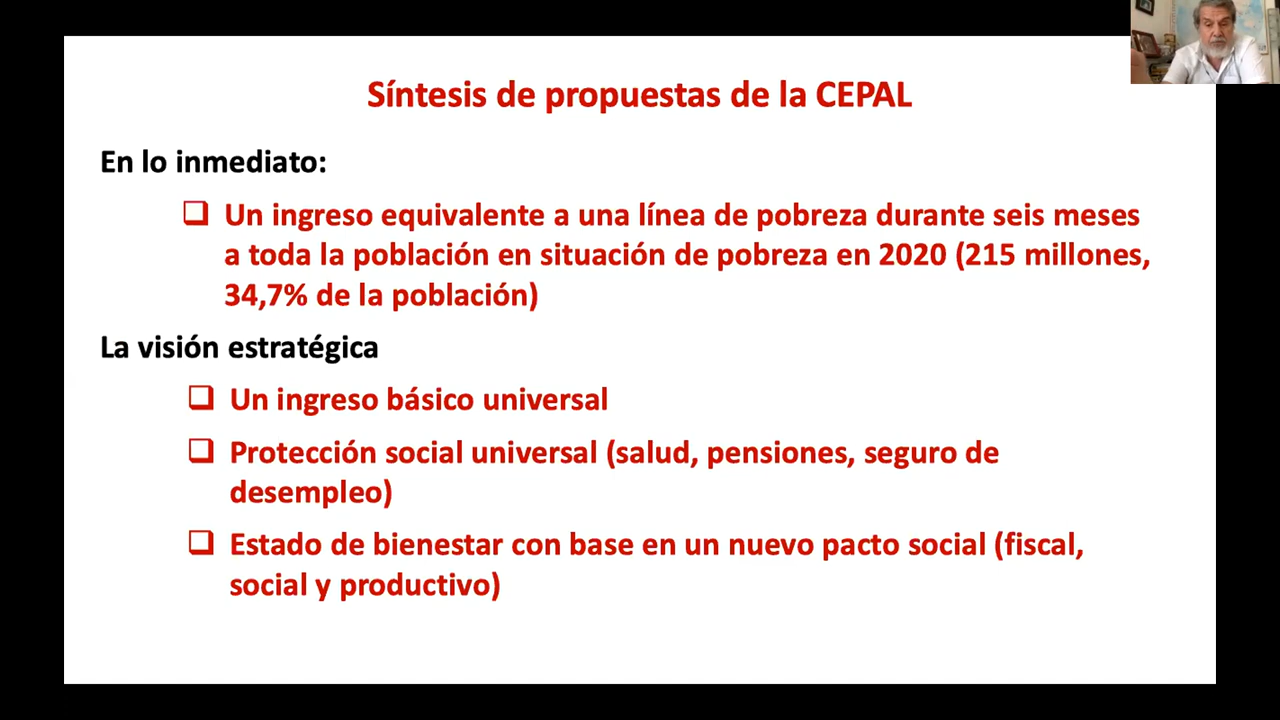 Síntesis de propuestas de la CEPAL
En lo inmediato:
❑ Un ingreso equivalente a una línea de pobreza durante seis meses
a toda la población en situación de pobreza en 2020 (215 millones,
34,7% de la población)
La visión estratégica
❑ Un ingreso básico universal
❑ Protección social universal (salud, pensiones, seguro de
desempleo)
❑ Estado de bienestar con base en un nuevo pacto social (fiscal,
social y productivo)